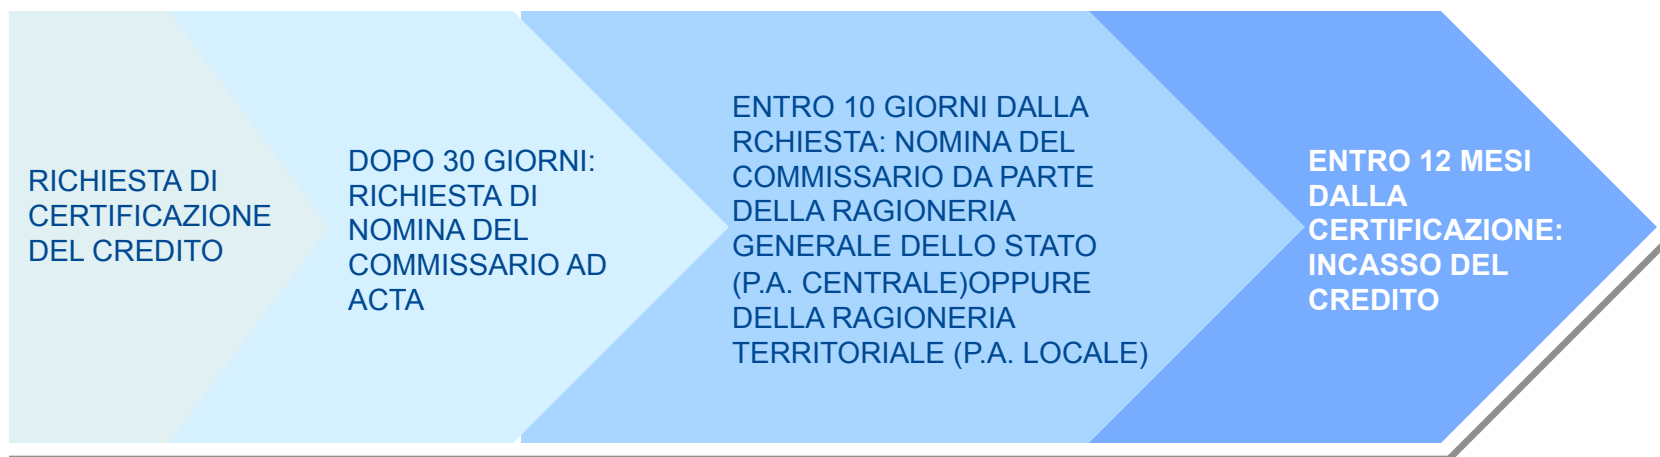 RICHIESTA DI
CERTIFICAZIONE
DEL CREDITO
DOPO 30 GIORNI:
RICHIESTA DI
NOMINA DEL
COMMISSARIO AD
ACTA
ENTRO 10 GIORNI DALLA
RCHIESTA: NOMINA DEL
COMMISSARIO DA PARTE
DELLA RAGIONERIA
GENERALE DELLO STATO
(P.A. CENTRALE)OPPURE
DELLA RAGIONERIA
TERRITORIALE (P.A. LOCALE)
ENTRO 12 MESI
DALLA
CERTIFICAZIONE:
INCASSO DEL
CREDITO